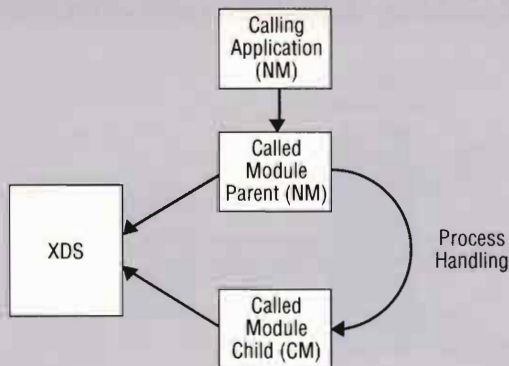 Calling
Application
(NM)
Called
Module
Parent (NM)
XDS
Process
Handling
Called
Module
Child (CM)